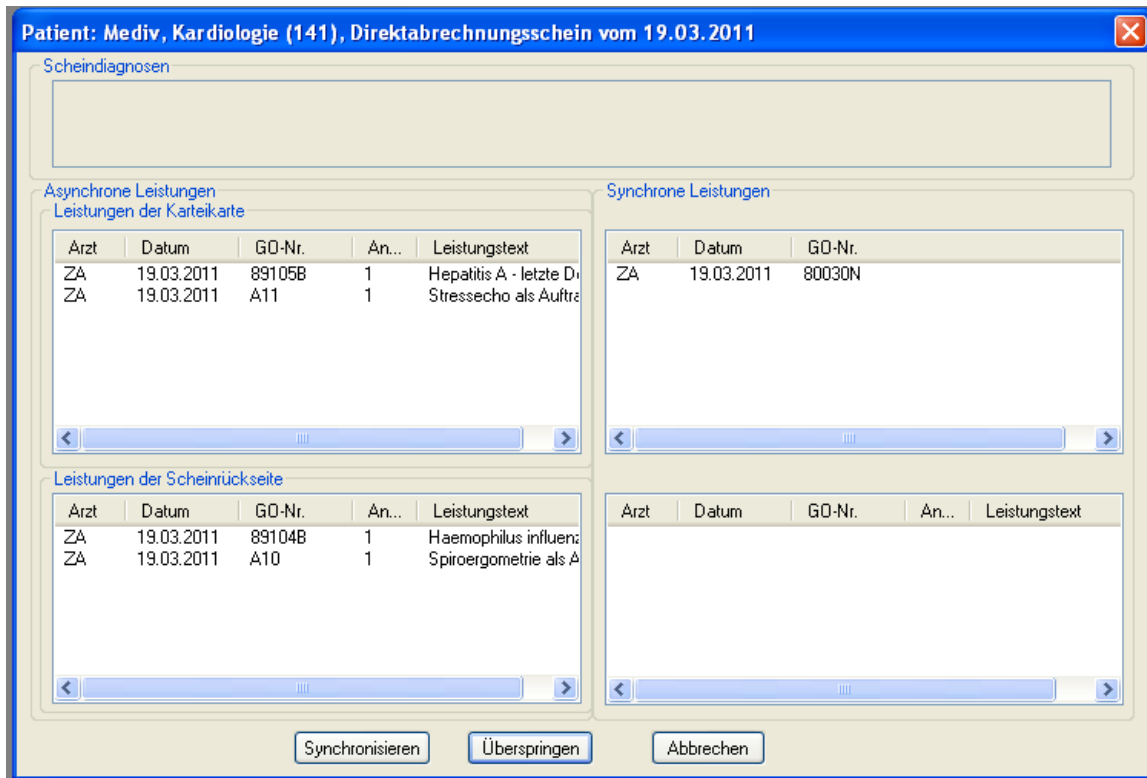 Patient: Mediv, Kardiologie (141), Direktabrechnungsschein vom 19.03.2011
Scheindiagnosen
Asynchrone Leistungen
Leistungen der Karteikarte
Arzt Datum GO-Nr. An... Leistungstext
ZA 19.03.2011 89105B 1 Hepatitis A - letzte
ZA 19.03.2011 A11 1 Stressecho als
Leistungen der Scheinrückseite
Arzt Datum GO-Nr. An... Leistungstext
ZA 19.03.2011 89104B 1 Haemophilus
ZA 19.03.2011 A10 1 Spiroergometrie als A
Synchrone Leistungen
Arzt Datum GO-Nr.
ZA 19.03.2011 80030N
Arzt Datum GO-Nr. An... Leistungstext
Synchronisieren Überspringen Abbrechen